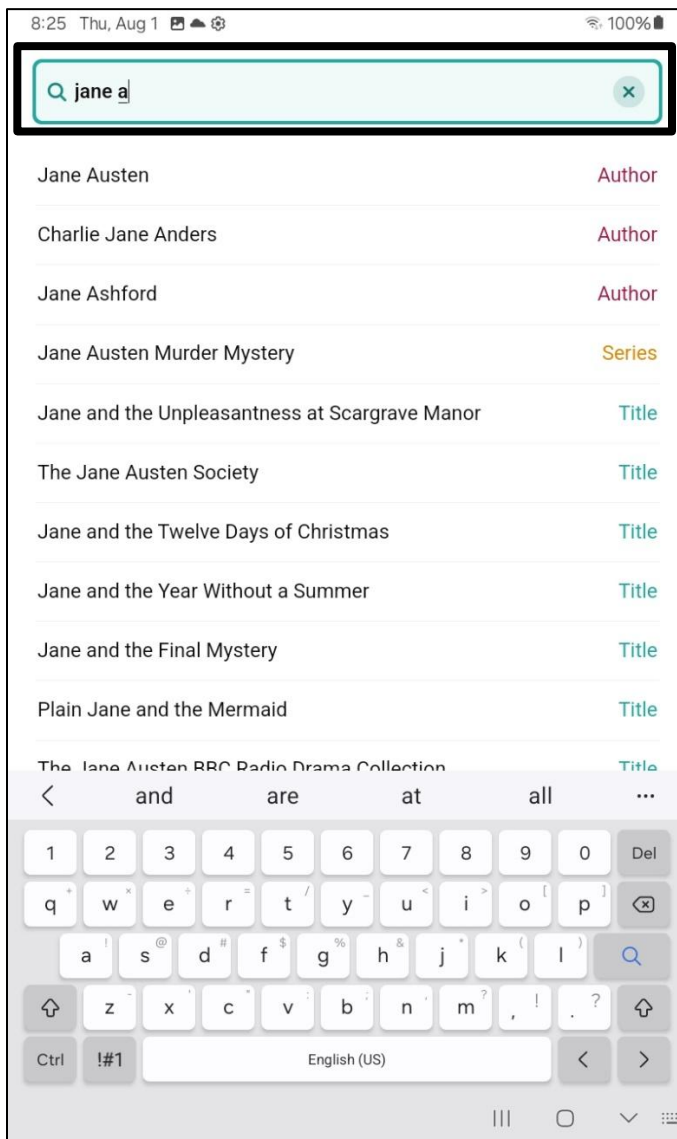 8:25 Thu, Aug 1 100%
jane a
Jane Austen Author
Charlie Jane Anders Author
Jane Ashford Author
Jane Austen Murder Mystery Series
Jane and the Unpleasantness at Scargrave Manor Title
The Jane Austen Society Title
Jane and the Twelve Days of Christmas Title
Jane and the Year Without a Summer Title
Jane and the Final Mystery Title
Plain Jane and the Mermaid Title
The Jane Austen BBC Radio Drama Collection Title
and are at all ...
1 2 3 4 5 6 7 8 9 0 Del
q + w × e ÷ r = t / y _ u < i > o [ p ]
a ! s @ d # f $ g % h & j * k ( l )
z - x ' c " v : b ; n , m ? , ! . ?
Ctrl !#1 English (US) < >